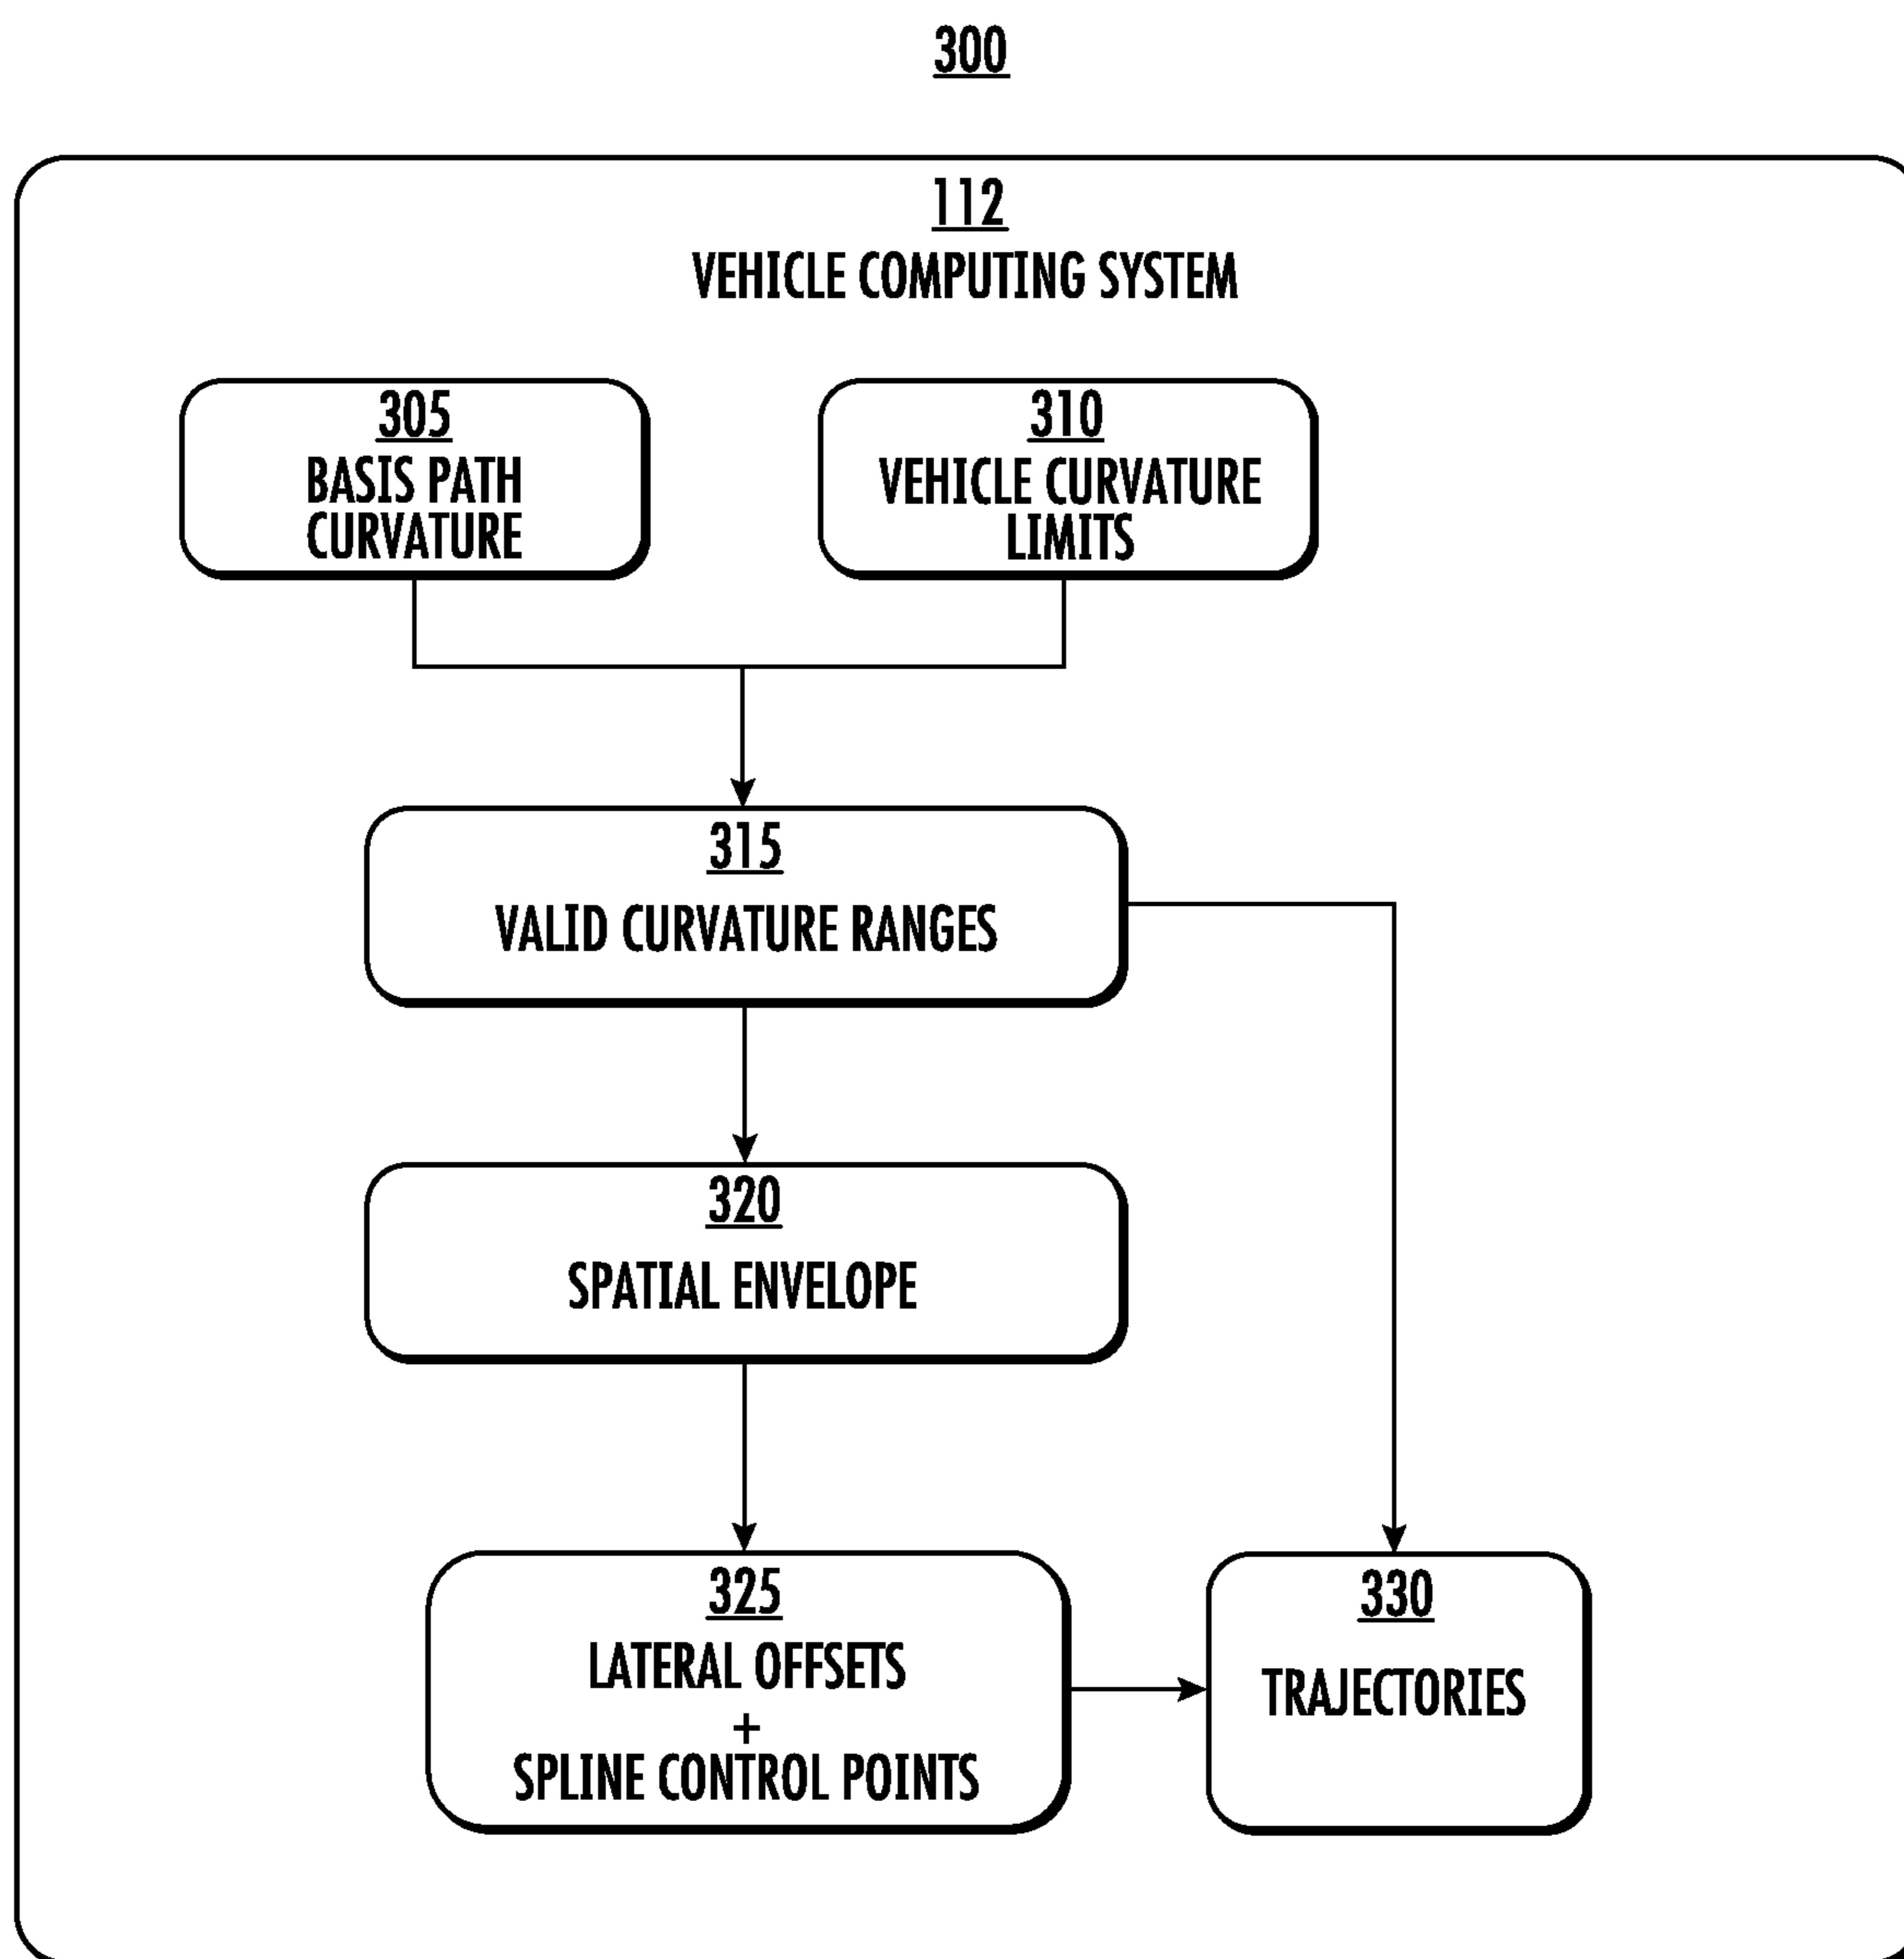 300
112
VEHICLE COMPUTING SYSTEM
305
BASIS PATH
CURVATURE
310
VEHICLE CURVATURE
LIMITS
315
VALID CURVATURE RANGES
320
SPATIAL ENVELOPE
325
LATERAL OFFSETS
+
SPLINE CONTROL POINTS
330
TRAJECTORIES